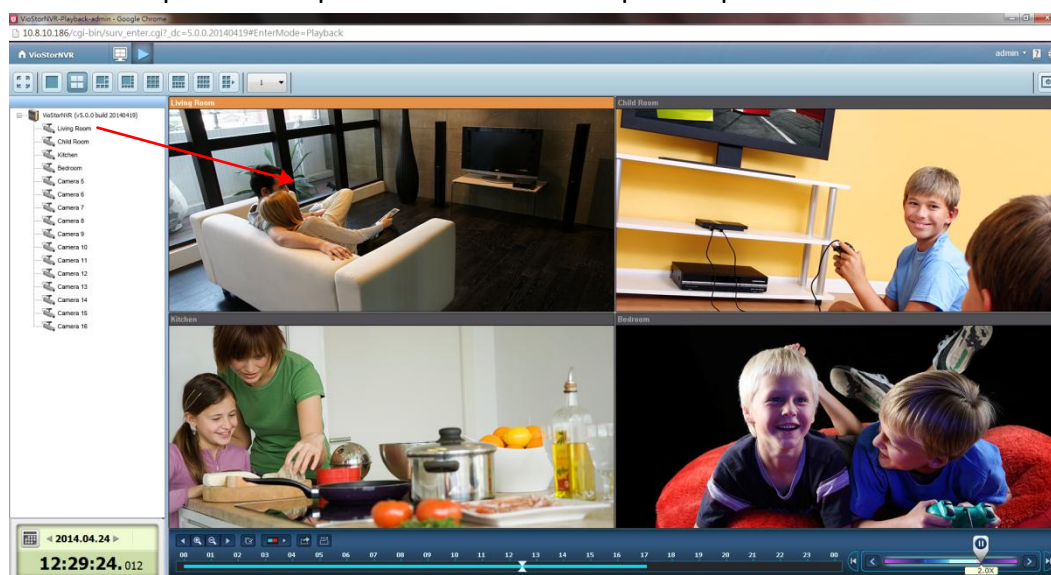 VioStorNVR-Playback-admin - Google Chrome
10.8.10.186/cgi-bin/surv_enter.cgi?_dc=5.0.0.20140419#EnterMode=Playback
VioStorNVR
admin
1
VioStorNVR (v5.0.0 build 20140419)
Living Room
Child Room
Kitchen
Bedroom
Camera 5
Camera 6
Camera 7
Camera 8
Camera 9
Camera 10
Camera 11
Camera 12
Camera 13
Camera 14
Camera 15
Camera 16
Living Room
Child Room
Kitchen
Bedroom
2014.04.24
12:29:24.012
00 01 02 03 04 05 06 07 08 09 10 11 12 13 14 15 16 17 18 19 20 21 22 23 00
2.0X